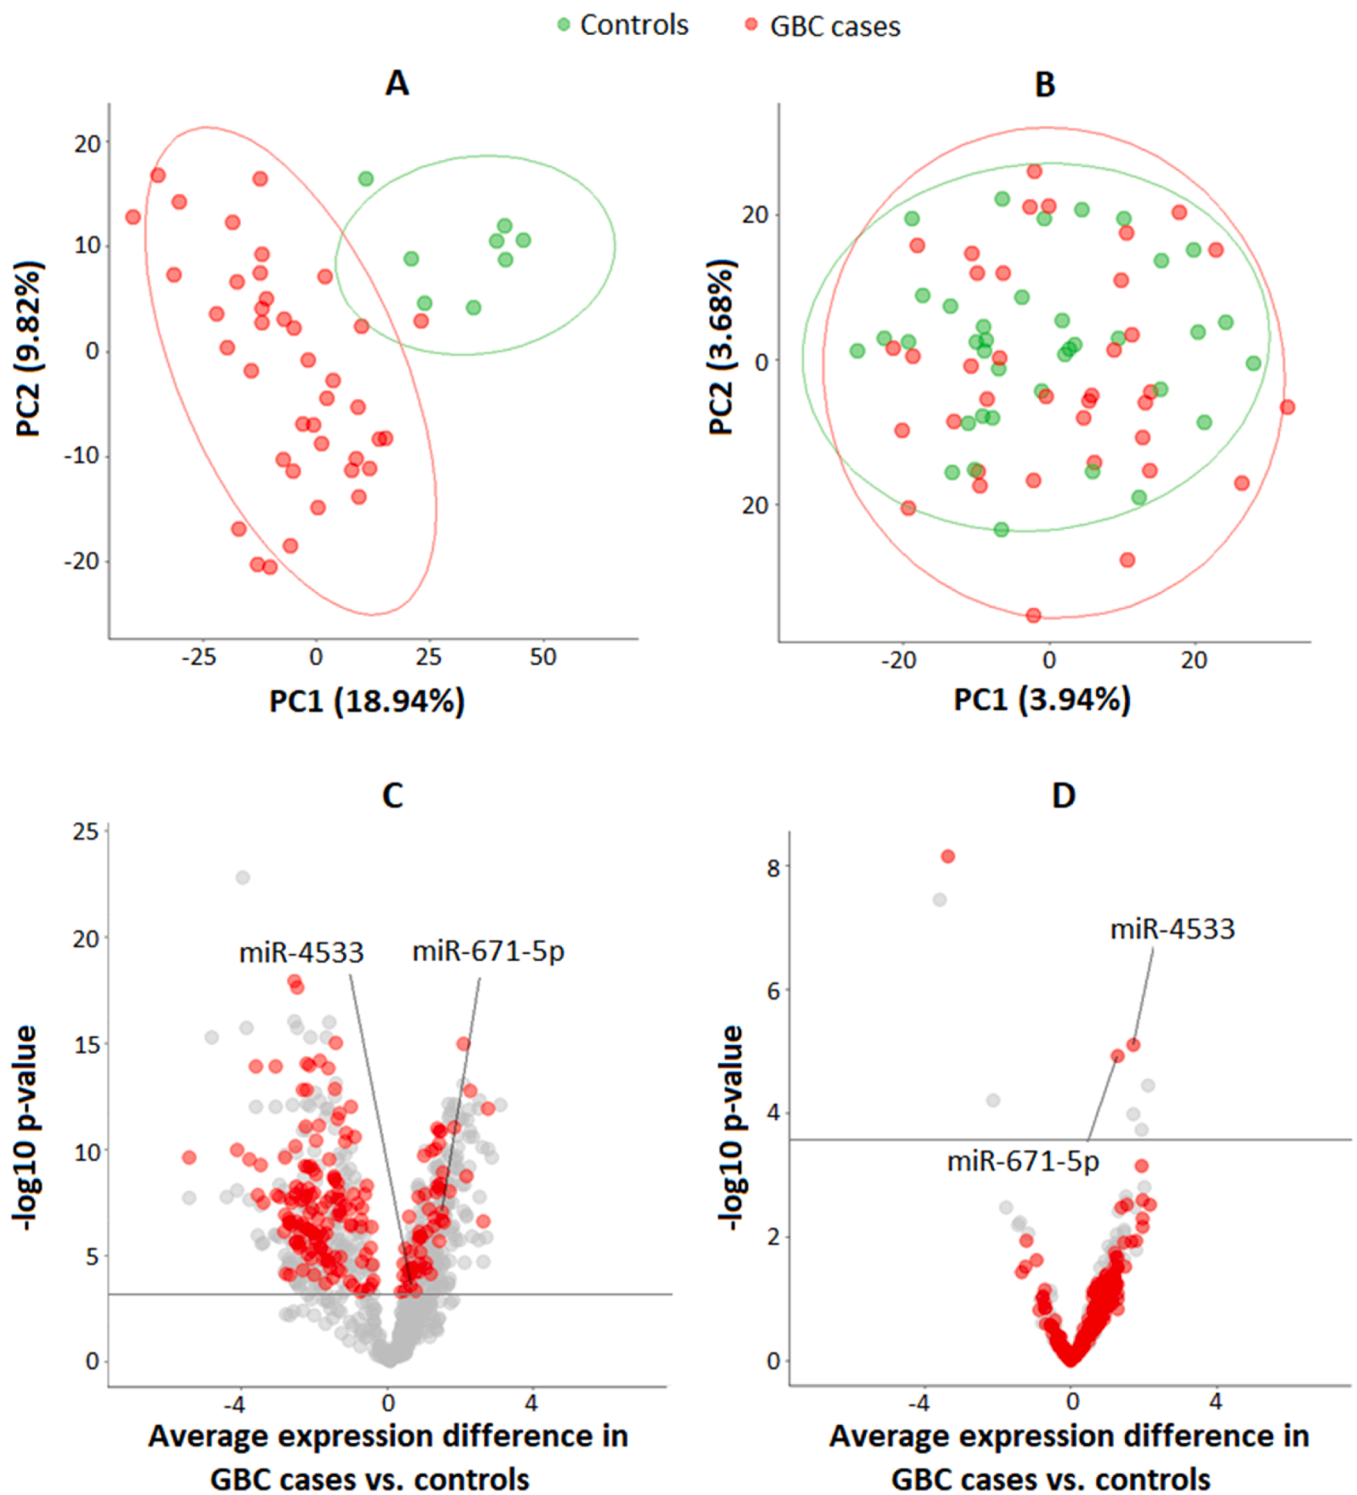 Controls GBC cases
A
20
10
0
-10
-20
PC2 (9.82%)
-25 0 25 50
PC1 (18.94%)
B
20
0
20
PC2 (3.68%)
-20 0 20
PC1 (3.94%)
C
25
20
15
10
5
0
-log10 p-value
miR-4533 miR-671-5p
-4 0 4
Average expression difference in
GBC cases vs. controls
D
8
6
4
2
0
-log10 p-value
miR-4533
miR-671-5p
-4 0 4
Average expression difference in
GBC cases vs. controls